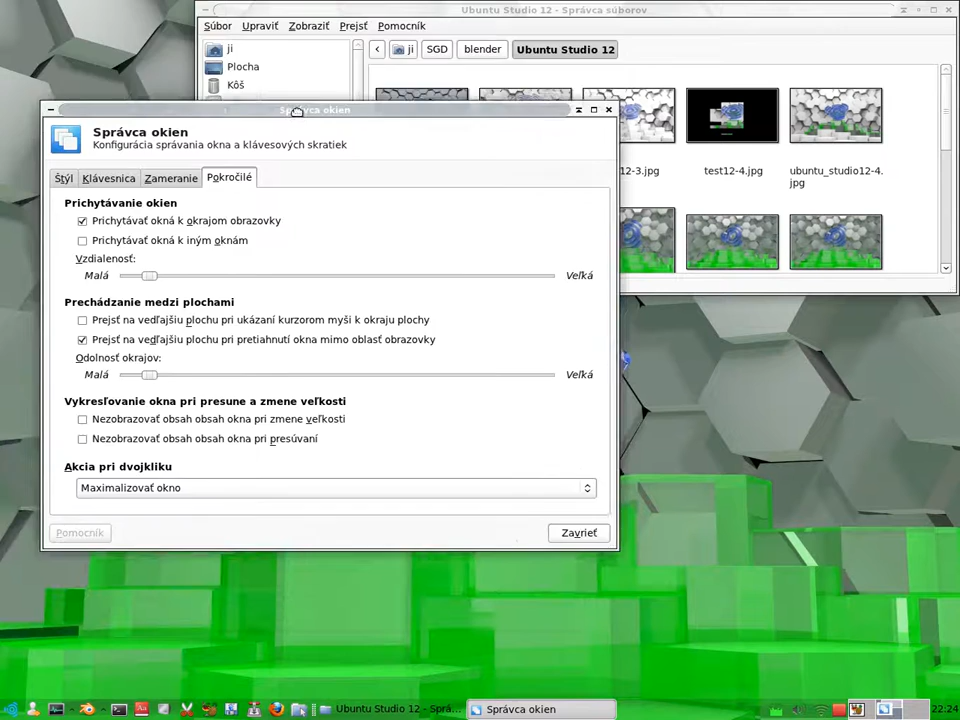 Ubuntu Studio 12 - Správca súborov
Súbor Upraviť Zobraziť Prejsť Pomocník
ji
Plocha
Kôš
ji SGD blender Ubuntu Studio 12
12-3.jpg test12-4.jpg ubuntu_studio12-4.
jpg
Správca okien
Správca okien
Konfigurácia správania okna a klávesových skratiek
Štýl Klávesnica Zameranie Pokročilé
Prichytávanie okien
Prichytávať okná k okrajom obrazovky
Prichytávať okná k iným oknám
Vzdialenosť:
Malá Veľká
Prechádzanie medzi plochami
Prejsť na vedľajšiu plochu pri ukázaní kurzorom myši k okraju plochy
Prejsť na vedľajšiu plochu pri pretiahnutí okna mimo oblasť obrazovky
Odolnosť okrajov:
Malá Veľká
Vykresľovanie okna pri presune a zmene veľkosti
Nezobrazovať obsah obsah okna pri zmene veľkosti
Nezobrazovať obsah obsah okna pri presúvaní
Akcia pri dvojkliku
Maximalizovať okno
Pomocník Zavrieť
Ubuntu Studio 12 - Sprá... Správca okien 22:24